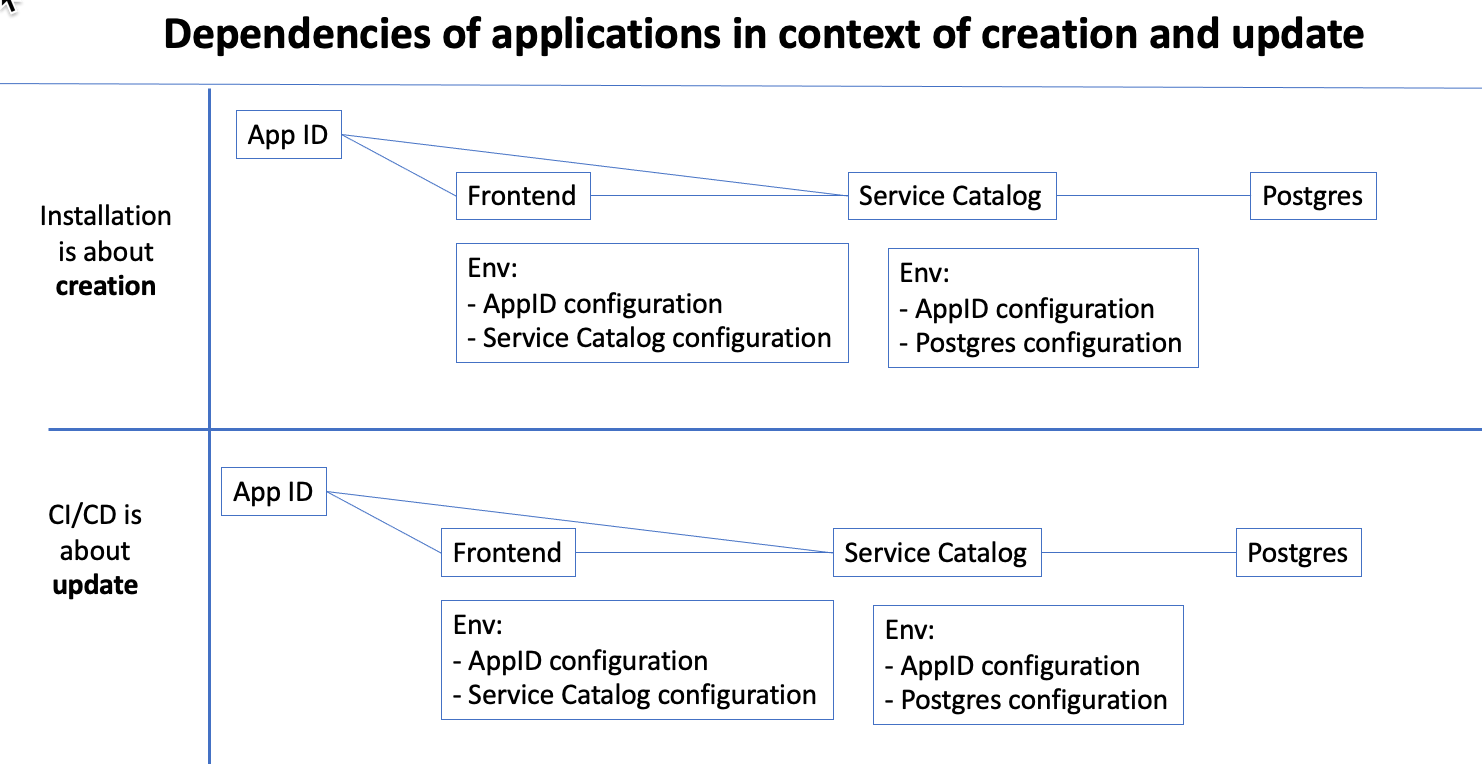 Dependencies of applications in context of creation and update
Installation
is about
creation
App ID
Frontend
Service Catalog
Postgres
Env:
- AppID configuration
- Service Catalog configuration
Env:
- AppID configuration
- Postgres configuration
CI/CD is
about
update
App ID
Frontend
Service Catalog
Postgres
Env:
- AppID configuration
- Service Catalog configuration
Env:
- AppID configuration
- Postgres configuration